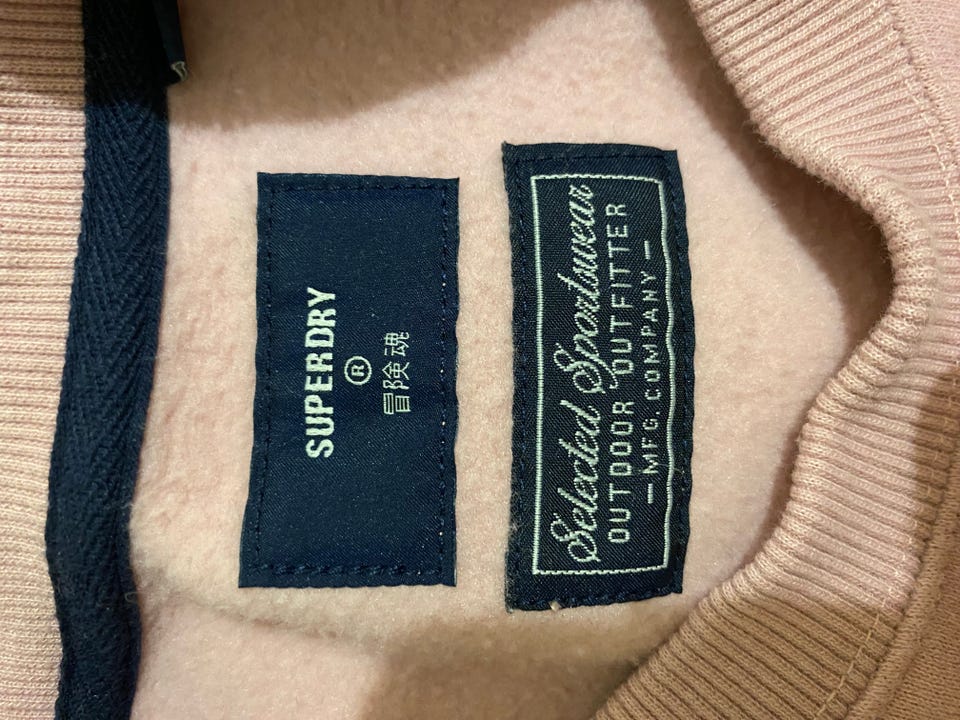 SUPERDRY
®
冒険魂
Selected Sportswear
OUTDOOR OUTFITTER
— MFG. COMPANY —